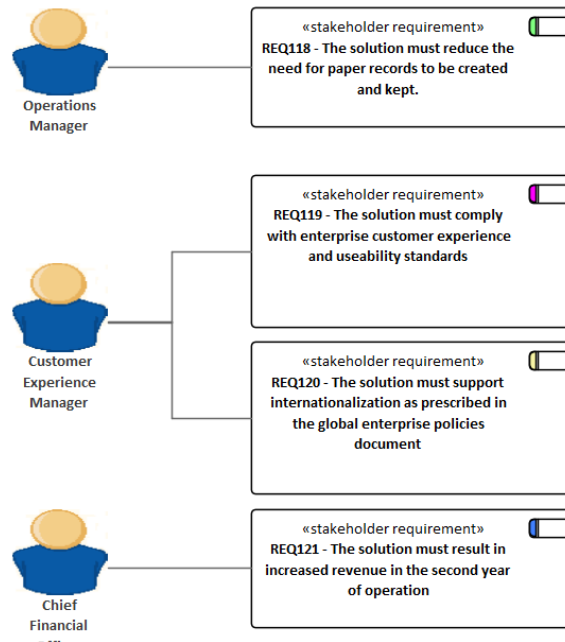 «stakeholder requirement»
REQ118 - The solution must reduce the
need for paper records to be created
and kept.
Operations
Manager
«stakeholder requirement»
REQ119 - The solution must comply
with enterprise customer experience
and useability standards
Customer
Experience
Manager
«stakeholder requirement»
REQ120 - The solution must support
internationalization as prescribed in
the global enterprise policies
document
«stakeholder requirement»
REQ121 - The solution must result in
increased revenue in the second year
of operation
Chief
Financial